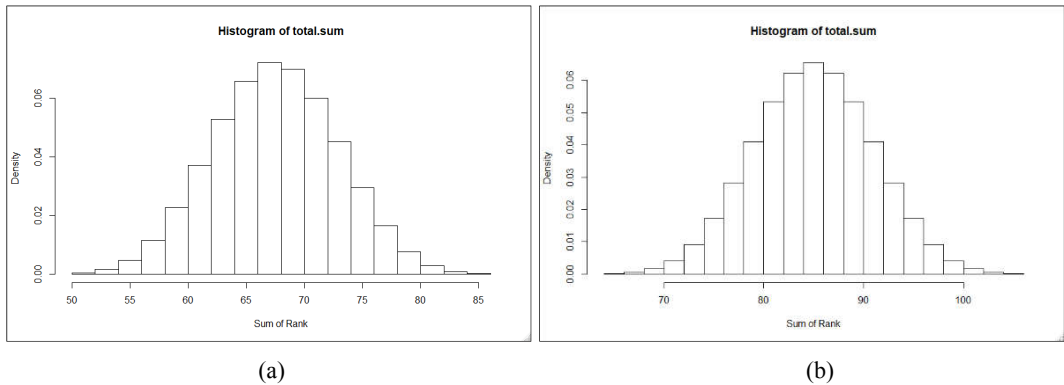 Histogram of total.sum
Density
0.00 0.02 0.04 0.06
50 55 60 65 70 75 80 85
Sum of Rank
(a)
Histogram of total.sum
Density
0.00 0.01 0.02 0.03 0.04 0.05 0.06
70 80 90 100
Sum of Rank
(b)